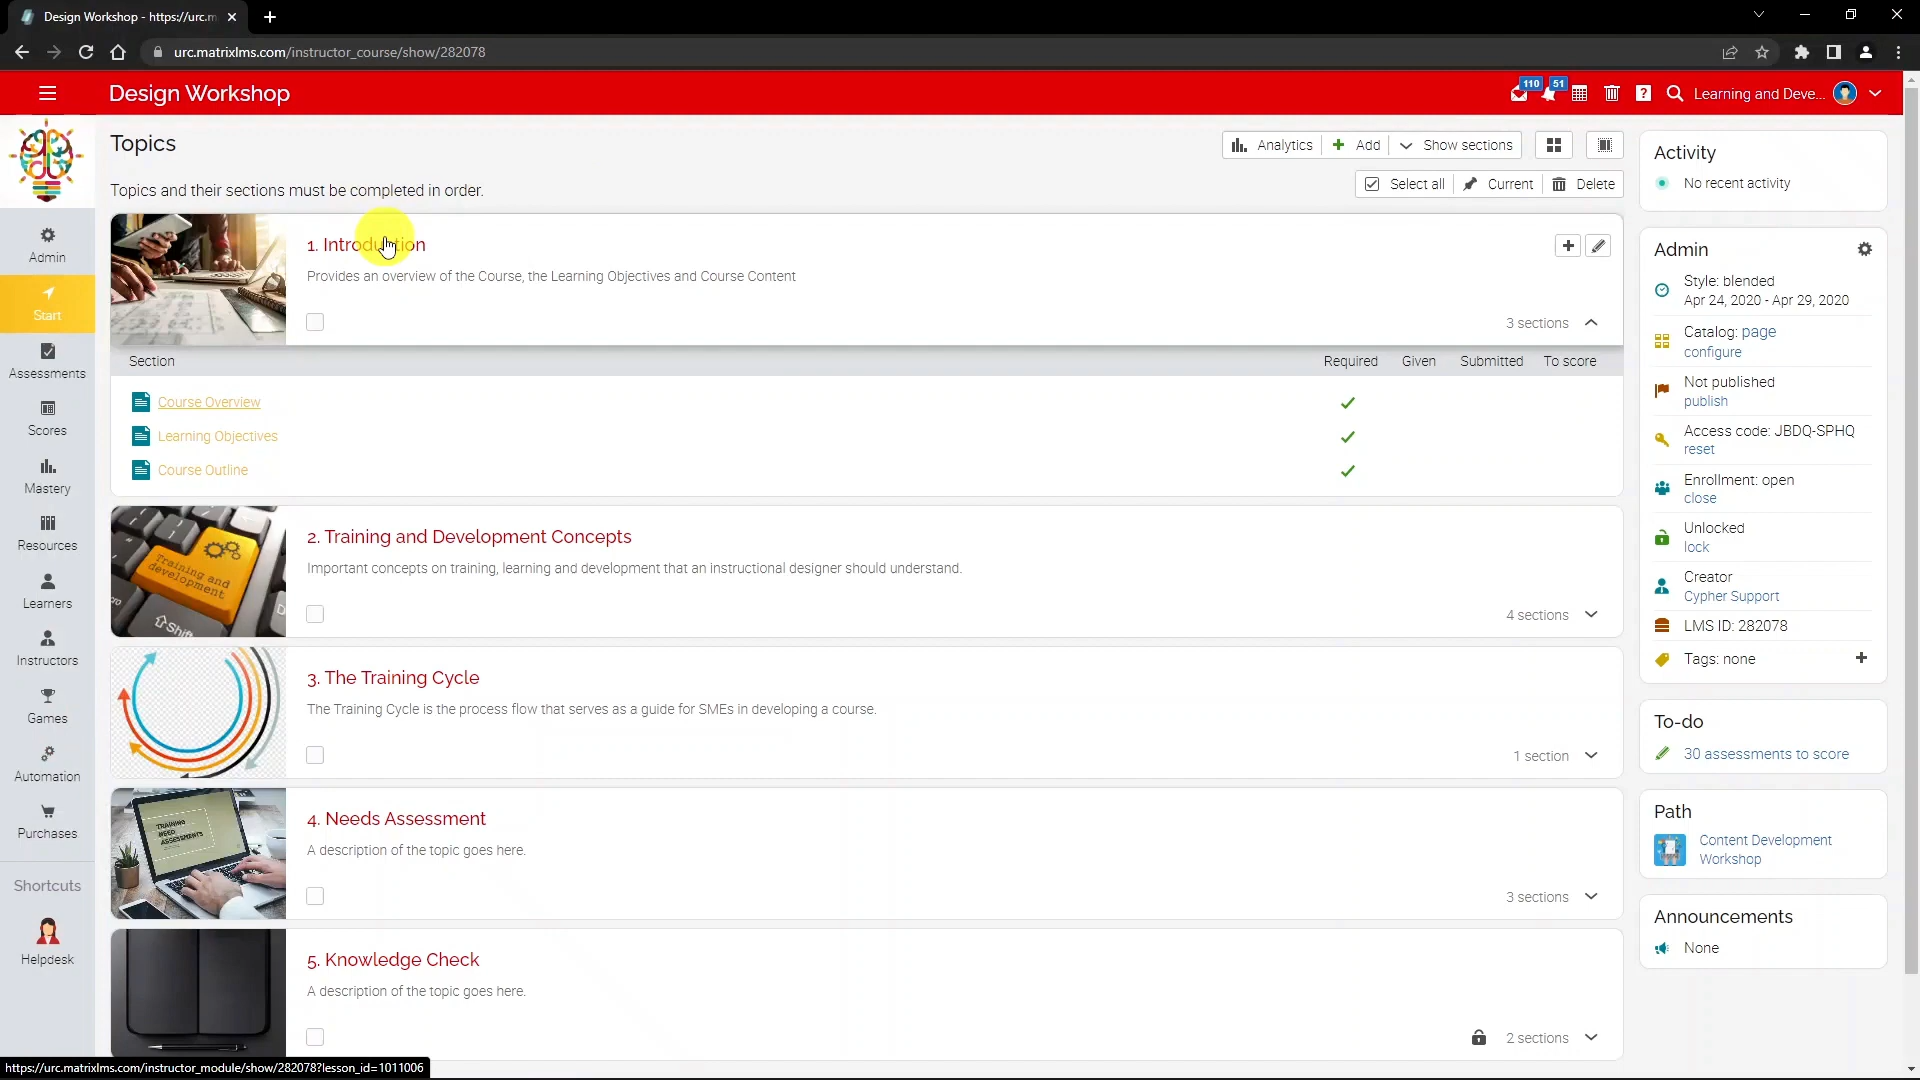 Design Workshop - https://urc.m
urc.matrixlms.com/instructor_course/show/282078
Design Workshop
110
51
Learning and Deve...
Topics
Analytics
Add
Show sections
Topics and their sections must be completed in order.
Select all
Current
Delete
1. Introduction
Provides an overview of the Course, the Learning Objectives and Course Content
3 sections
Section
Required
Given
Submitted
To score
Course Overview
Learning Objectives
Course Outline
Training and development
Shift
2. Training and Development Concepts
Important concepts on training, learning and development that an instructional designer should understand.
4 sections
3. The Training Cycle
The Training Cycle is the process flow that serves as a guide for SMEs in developing a course.
1 section
TRAINING
NEED
ASSESSMENTS
4. Needs Assessment
A description of the topic goes here.
3 sections
5. Knowledge Check
A description of the topic goes here.
2 sections
Admin
Start
Assessments
Scores
Mastery
Resources
Learners
Instructors
Games
Automation
Purchases
Shortcuts
Helpdesk
Activity
No recent activity
Admin
Style: blended
Apr 24, 2020 - Apr 29, 2020
Catalog: page
configure
Not published
publish
Access code: JBDQ-SPHQ
reset
Enrollment: open
close
Unlocked
lock
Creator
Cypher Support
LMS ID: 282078
Tags: none
To-do
30 assessments to score
Path
Content Development
Workshop
Announcements
None
https://urc.matrixlms.com/instructor_module/show/282078?lesson_id=1011006